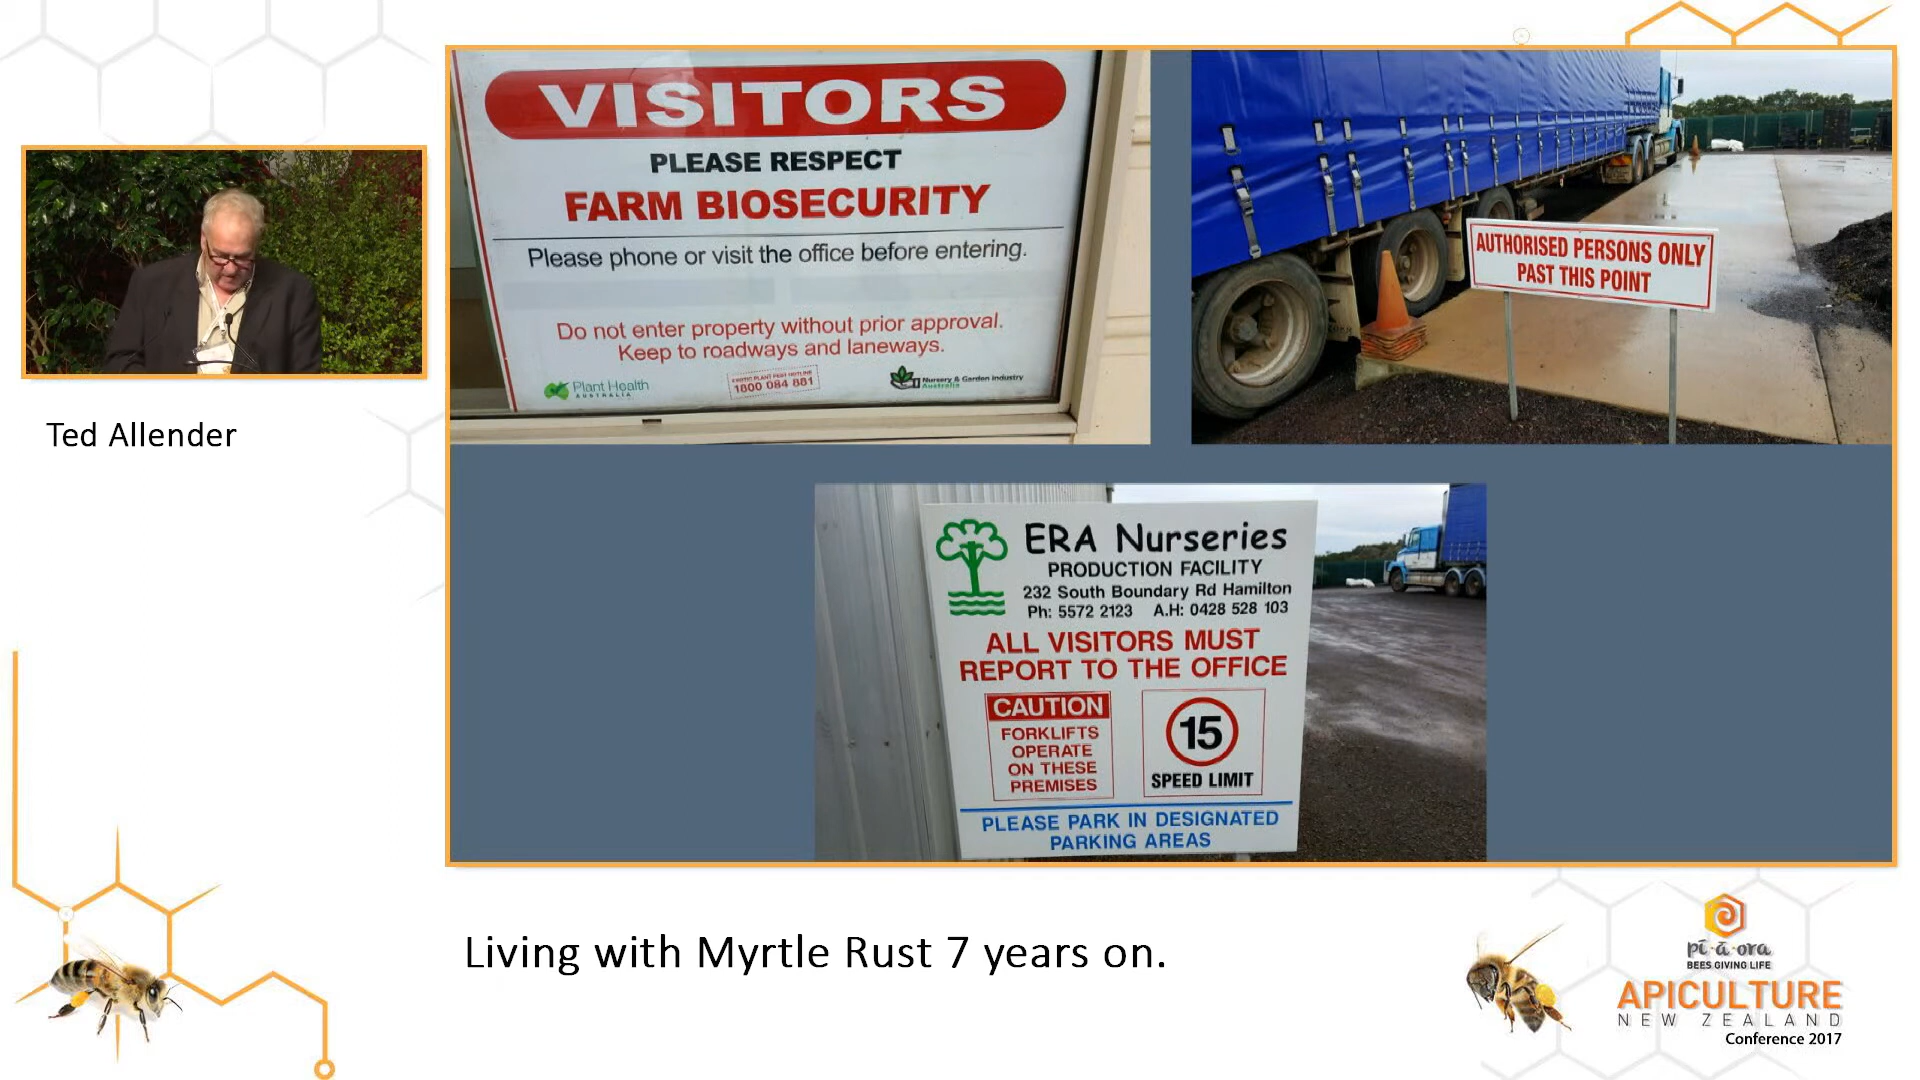 VISITORS
PLEASE RESPECT
FARM BIOSECURITY
Please phone or visit the office before entering.
Do not enter property without prior approval.
Keep to roadways and laneways.
Plant Health
AUSTRALIA
EXOTIC PLANT PEST HOTLINE
1800 084 881
Nursery & Garden Industry
Australia
AUTHORISED PERSONS ONLY
PAST THIS POINT
Ted Allender
ERA Nurseries
PRODUCTION FACILITY
232 South Boundary Rd Hamilton
Ph: 5572 2123 A.H: 0428 528 103
ALL VISITORS MUST
REPORT TO THE OFFICE
CAUTION
FORKLIFTS
OPERATE
ON THESE
PREMISES
15
SPEED LIMIT
PLEASE PARK IN DESIGNATED
PARKING AREAS
Living with Myrtle Rust 7 years on.
pī-ā-ora
BEES GIVING LIFE
APICULTURE
NEW ZEALAND
Conference 2017